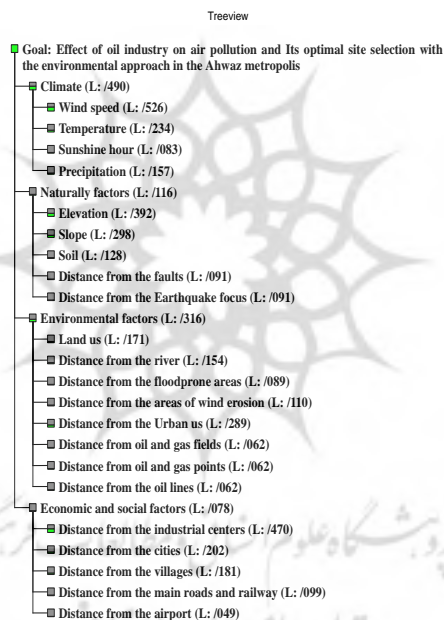 Treeview
Goal: Effect of oil industry on air pollution and Its optimal site selection with
the environmental approach in the Ahwaz metropolis
Climate (L: /490)
Wind speed (L: /526)
Temperature (L: /234)
Sunshine hour (L: /083)
Precipitation (L: /157)
Naturally factors (L: /116)
Elevation (L: /392)
Slope (L: /298)
Soil (L: /128)
Distance from the faults (L: /091)
Distance from the Earthquake focus (L: /091)
Environmental factors (L: /316)
Land us (L: /171)
Distance from the river (L: /154)
Distance from the floodprone areas (L: /089)
Distance from the areas of wind erosion (L: /110)
Distance from the Urban us (L: /289)
Distance from oil and gas fields (L: /062)
Distance from oil and gas points (L: /062)
Distance from the oil lines (L: /062)
Economic and social factors (L: /078)
Distance from the industrial centers (L: /470)
Distance from the cities (L: /202)
Distance from the villages (L: /181)
Distance from the main roads and railway (L: /099)
Distance from the airport (L: /049)